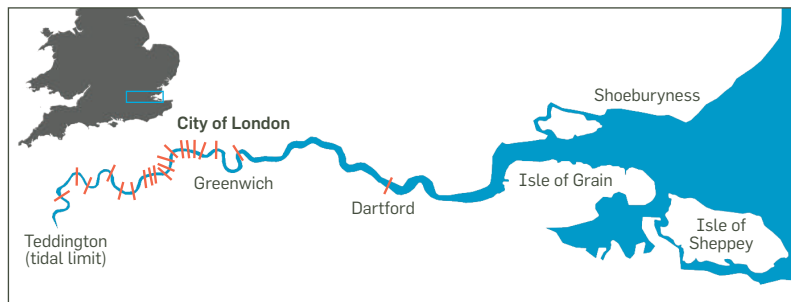 Shoeburyness
City of London
Isle of Grain
Greenwich
Dartford
Isle of
Sheppey
Teddington
(tidal limit)